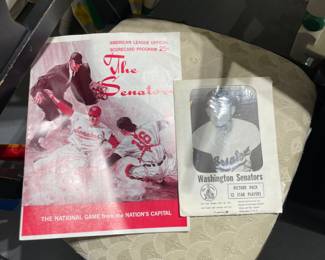 AMERICAN LEAGUE OFFICIAL
SCORECARD PROGRAM 25¢
The
Senators
16
THE NATIONAL GAME from the NATION'S CAPITAL
Washington Senators
PICTURE PACK
12 STAR PLAYERS